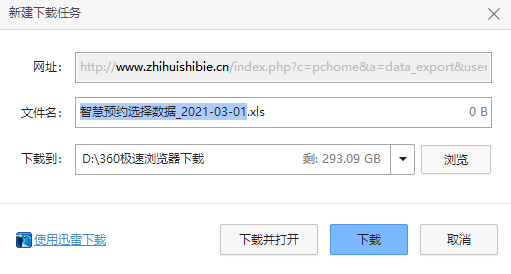 新建下载任务
网址： http://www.zhihuishibie.cn/index.php?c=pchome&a=data_export&user
文件名： 智慧预约选择数据_2021-03-01.xls 0 B
下载到： D:\360极速浏览器下载 剩: 293.09 GB 浏览
使用迅雷下载 下载并打开 下载 取消